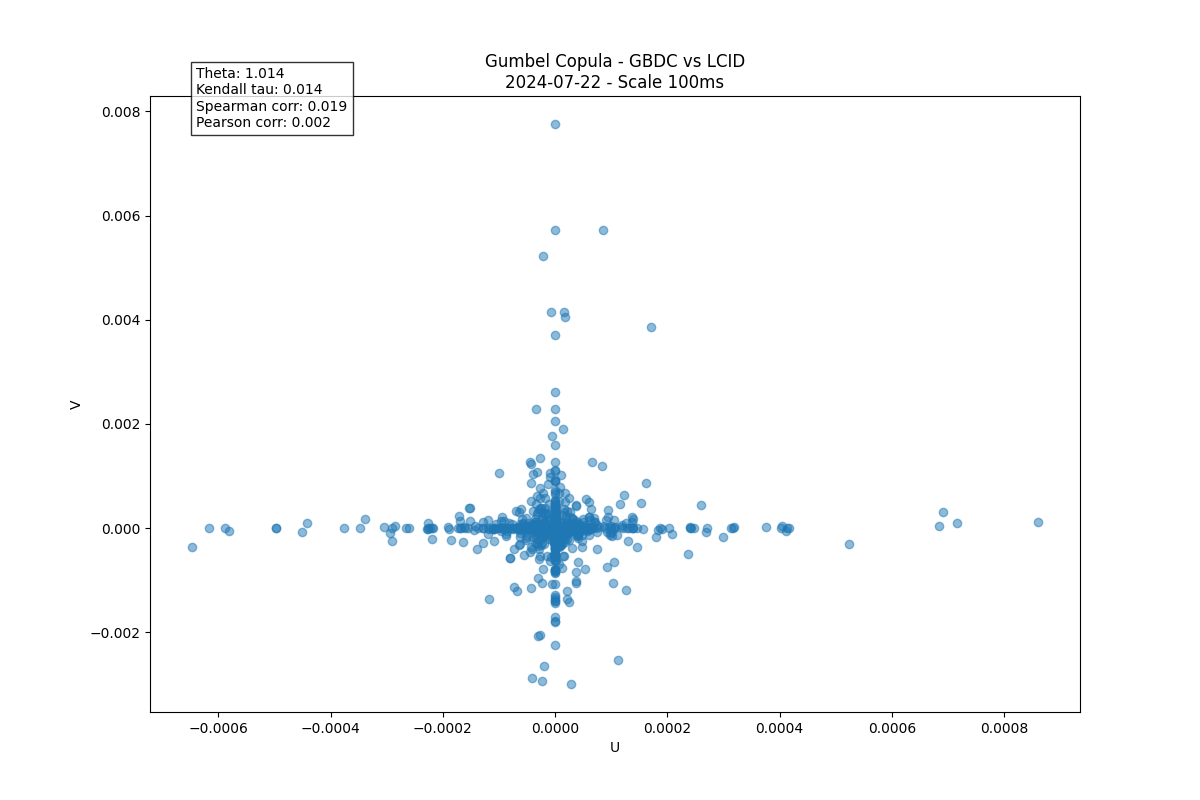 Gumbel Copula - GBDC vs LCID
2024-07-22 - Scale 100ms
Theta: 1.014
Kendall tau: 0.014
Spearman corr: 0.019
Pearson corr: 0.002
0.008
0.006
0.004
0.002
0.000
−0.002
V
−0.0006 −0.0004 −0.0002 0.0000 0.0002 0.0004 0.0006 0.0008
U